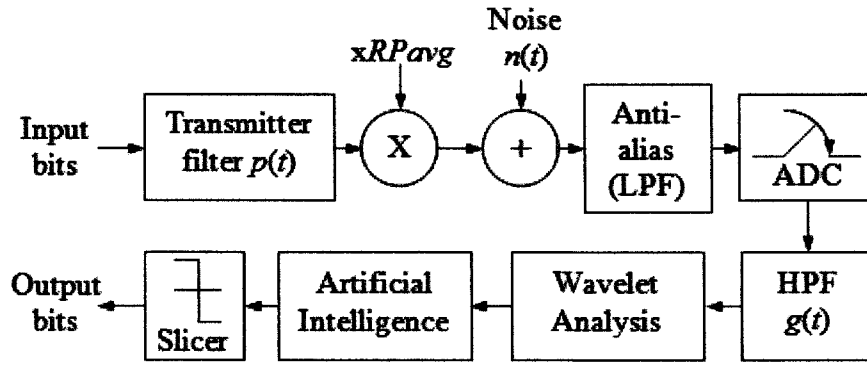 Noise
n(t)
xRPavg
Input
bits
Transmitter
filter p(t)
X
+
Anti-
alias
(LPF)
ADC
Output
bits
Slicer
Artificial
Intelligence
Wavelet
Analysis
HPF
g(t)